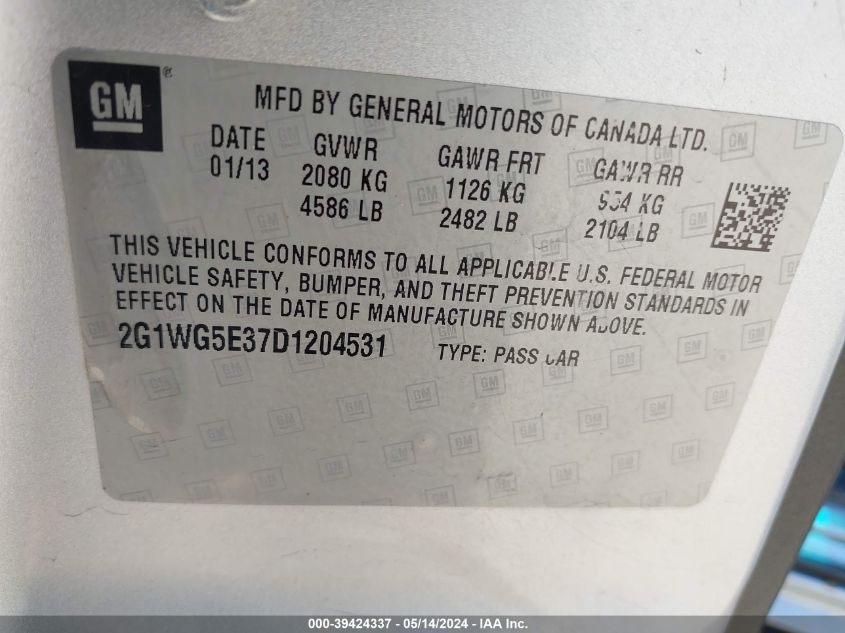 GM®
MFD BY GENERAL MOTORS OF CANADA LTD.
DATE GVWR GAWR FRT GAWR RR
01/13 2080 KG 1126 KG 954 KG
4586 LB 2482 LB 2104 LB
THIS VEHICLE CONFORMS TO ALL APPLICABLE U.S. FEDERAL MOTOR
VEHICLE SAFETY, BUMPER, AND THEFT PREVENTION STANDARDS IN
EFFECT ON THE DATE OF MANUFACTURE SHOWN ABOVE.
2G1WG5E37D1204531 TYPE: PASS CAR
000-39424337 - 05/14/2024 - IAA Inc.